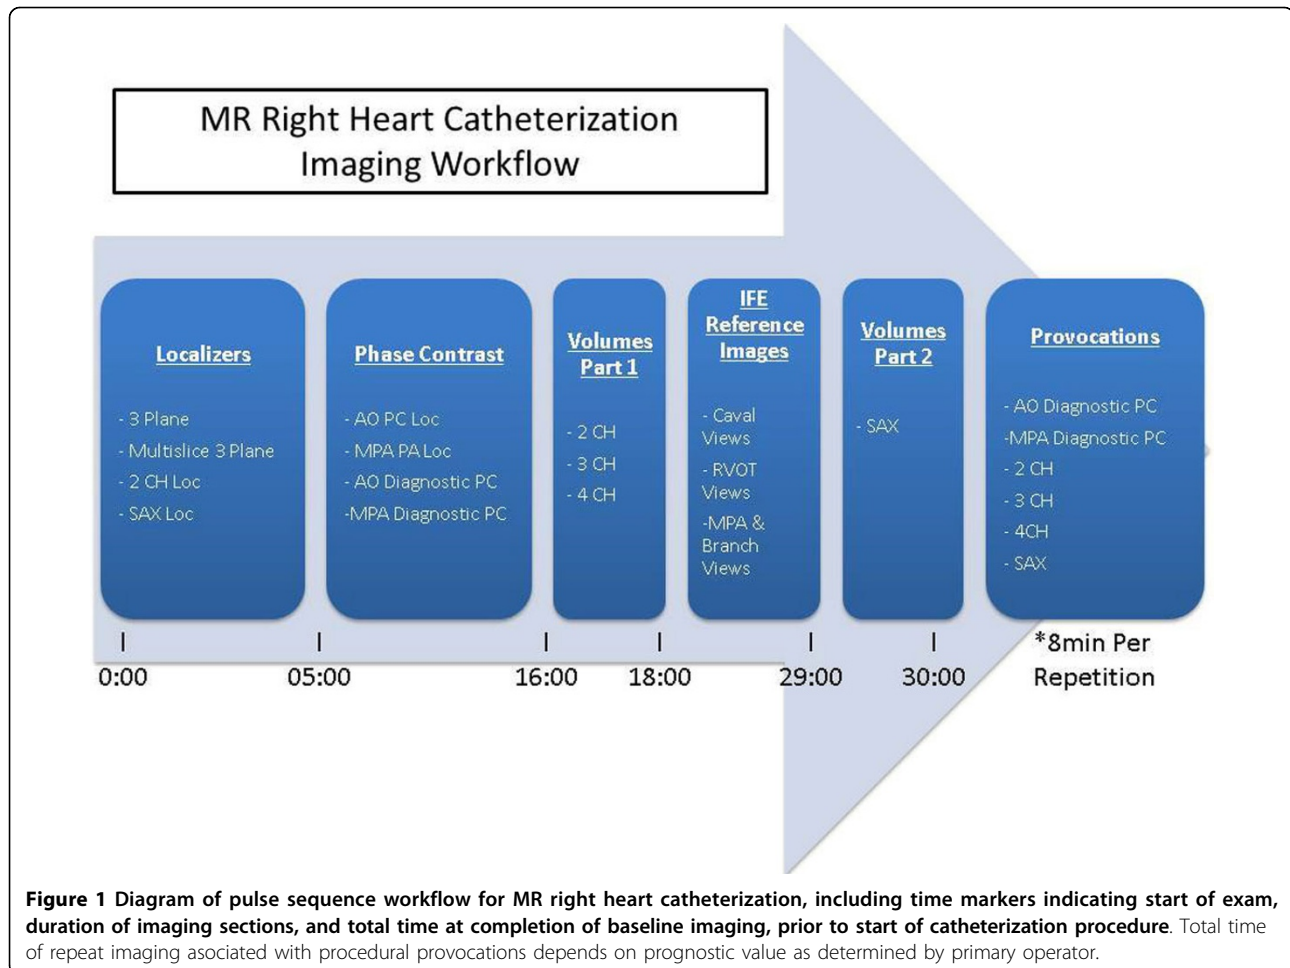 MR Right Heart Catheterization
Imaging Workflow
Localizers
- 3 Plane
- Multislice 3 Plane
- 2 CH Loc
- SAX Loc
Phase Contrast
- AO PC Loc
- MPA PA Loc
- AO Diagnostic PC
-MPA Diagnostic PC
Volumes
Part 1
- 2 CH
- 3 CH
- 4 CH
IFE
Reference
Images
- Caval
Views
- RVOT
Views
-MPA &
Branch
Views
Volumes
Part 2
- SAX
Provocations
- AO Diagnostic PC
-MPA Diagnostic PC
- 2 CH
- 3 CH
- 4CH
- SAX
0:00
05:00
16:00
18:00
29:00
30:00
*8min Per
Repetition
Figure 1 Diagram of pulse sequence workflow for MR right heart catheterization, including time markers indicating start of exam,
duration of imaging sections, and total time at completion of baseline imaging, prior to start of catheterization procedure. Total time
of repeat imaging asociated with procedural provocations depends on prognostic value as determined by primary operator.